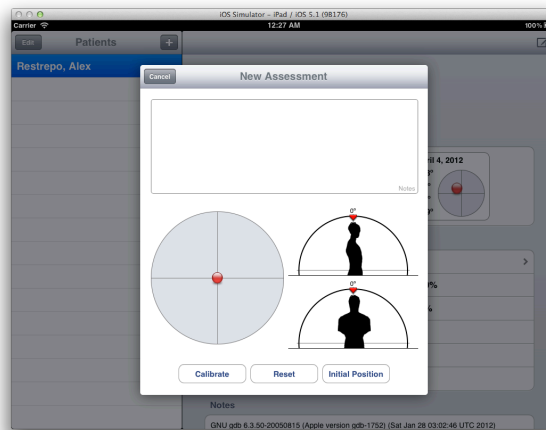 iOS Simulator – iPad / iOS 5.1 (9B176)
Carrier 12:27 AM 100%
Edit Patients +
Restrepo, Alex
Cancel New Assessment
Notes
ril 4, 2012
0°
0°
Calibrate Reset Initial Position
Notes
GNU gdb 6.3.50-20050815 (Apple version gdb-1752) (Sat Jan 28 03:02:46 UTC 2012)